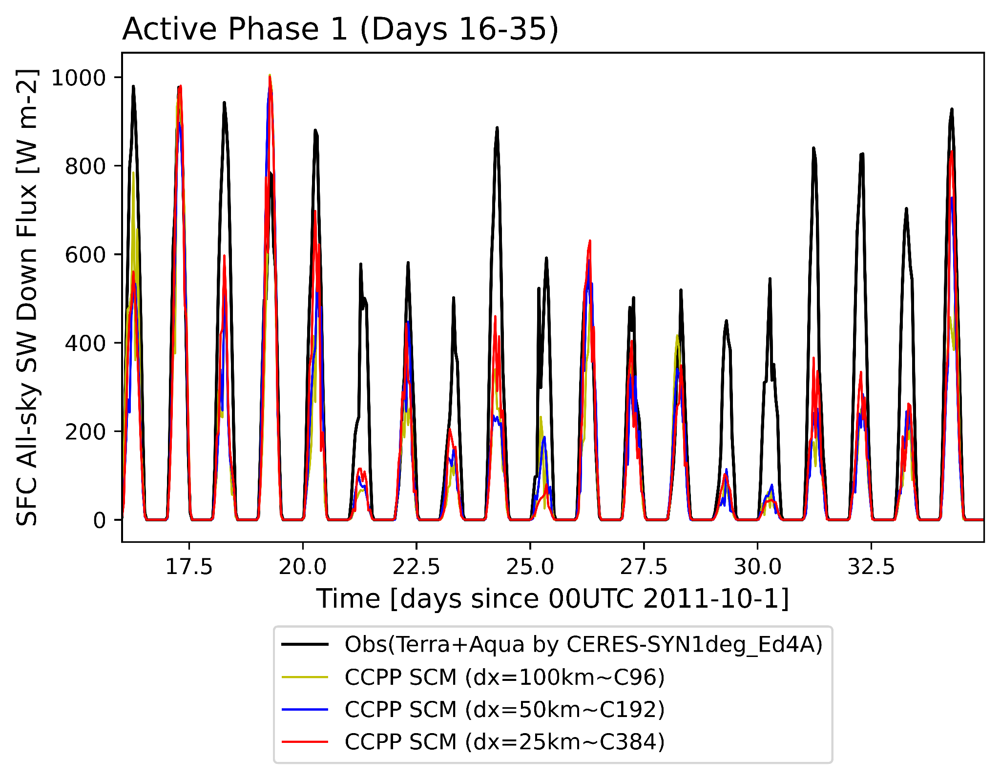 Active Phase 1 (Days 16-35)
SFC All-sky SW Down Flux [W m-2]
1000
800
600
400
200
0
17.5 20.0 22.5 25.0 27.5 30.0 32.5
Time [days since 00UTC 2011-10-1]
Obs(Terra+Aqua by CERES-SYN1deg_Ed4A)
CCPP SCM (dx=100km~C96)
CCPP SCM (dx=50km~C192)
CCPP SCM (dx=25km~C384)